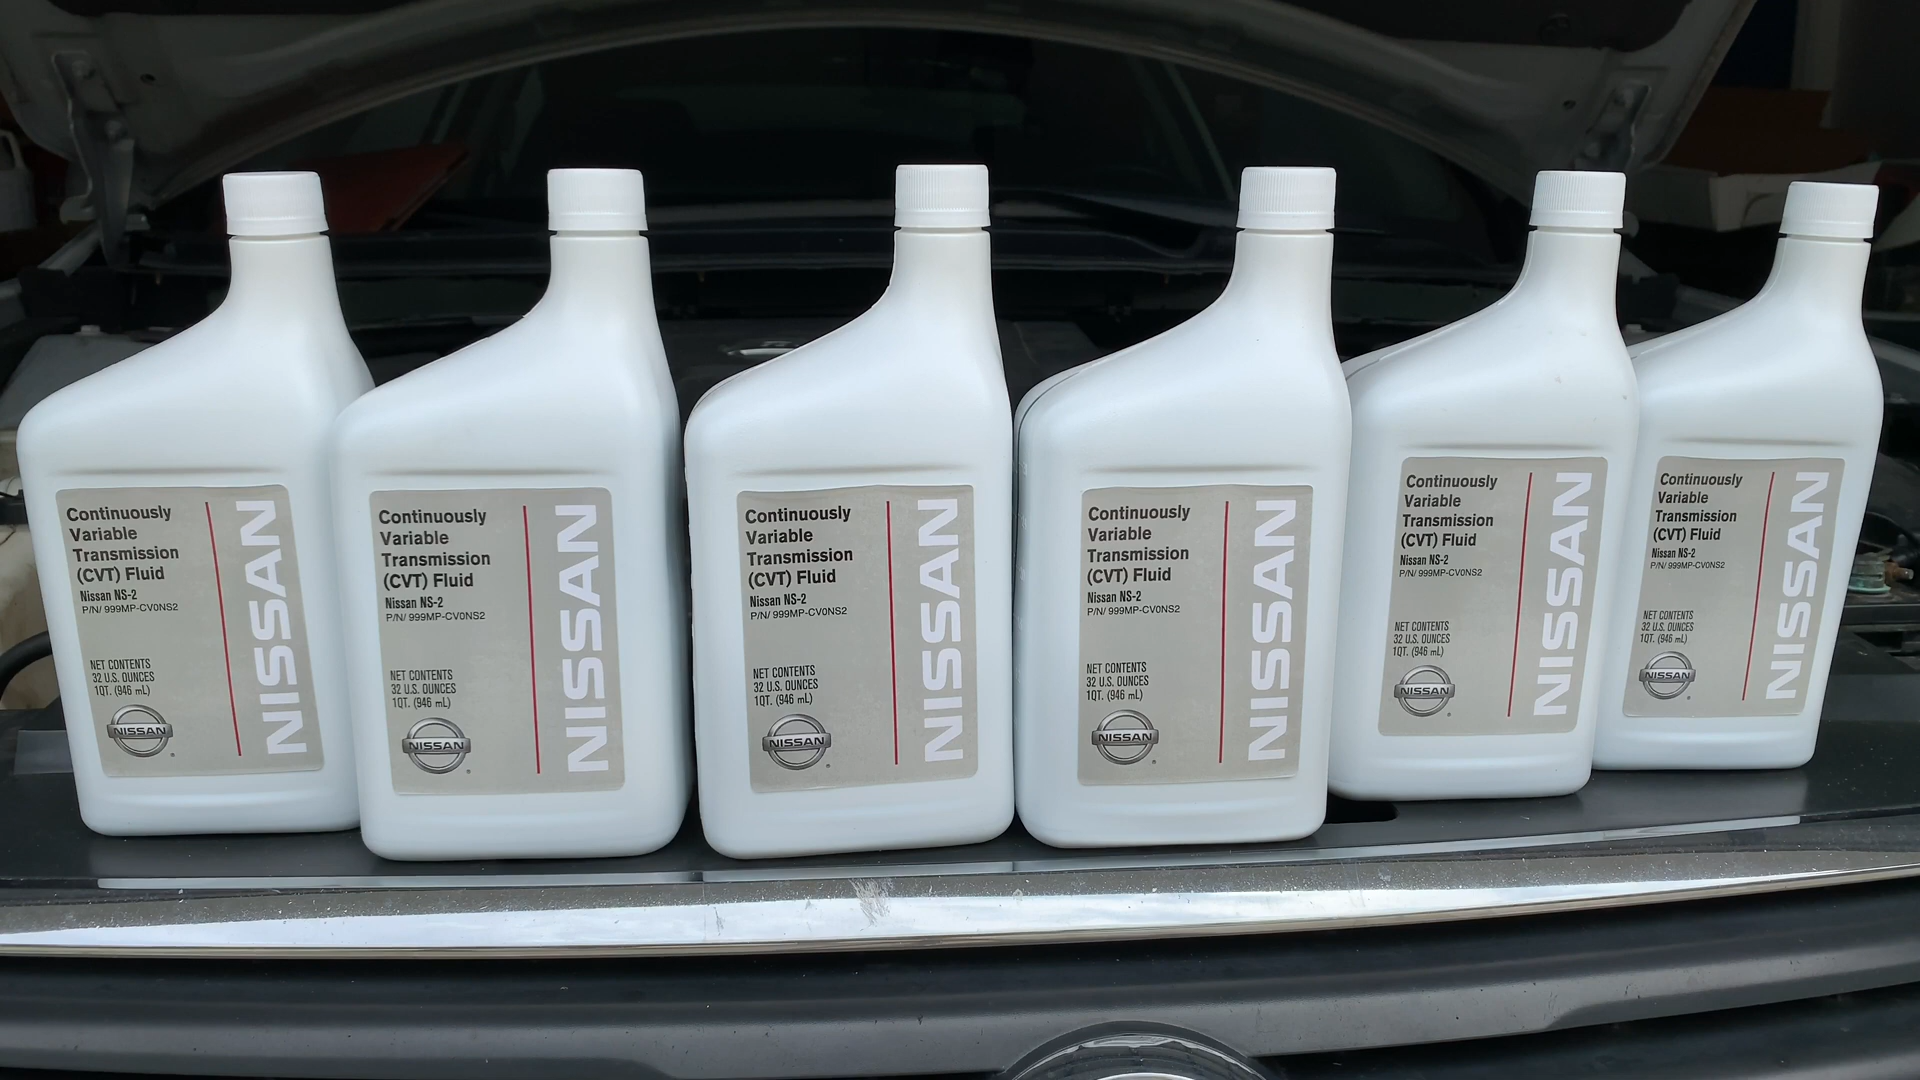 Continuously
Variable
Transmission
(CVT) Fluid
Nissan NS-2
P/N/ 999MP-CV0NS2
NET CONTENTS
32 U.S. OUNCES
1QT. (946 mL)
NISSAN
®
NISSAN
Continuously
Variable
Transmission
(CVT) Fluid
Nissan NS-2
P/N/ 999MP-CV0NS2
NET CONTENTS
32 U.S. OUNCES
1QT. (946 mL)
NISSAN
®
NISSAN
Continuously
Variable
Transmission
(CVT) Fluid
Nissan NS-2
P/N/ 999MP-CV0NS2
NET CONTENTS
32 U.S. OUNCES
1QT. (946 mL)
NISSAN
®
NISSAN
Continuously
Variable
Transmission
(CVT) Fluid
Nissan NS-2
P/N/ 999MP-CV0NS2
NET CONTENTS
32 U.S. OUNCES
1QT. (946 mL)
NISSAN
®
NISSAN
Continuously
Variable
Transmission
(CVT) Fluid
Nissan NS-2
P/N/ 999MP-CV0NS2
NET CONTENTS
32 U.S. OUNCES
1QT. (946 mL)
NISSAN
®
NISSAN
Continuously
Variable
Transmission
(CVT) Fluid
Nissan NS-2
P/N/ 999MP-CV0NS2
NET CONTENTS
32 U.S. OUNCES
1QT. (946 mL)
NISSAN
®
NISSAN